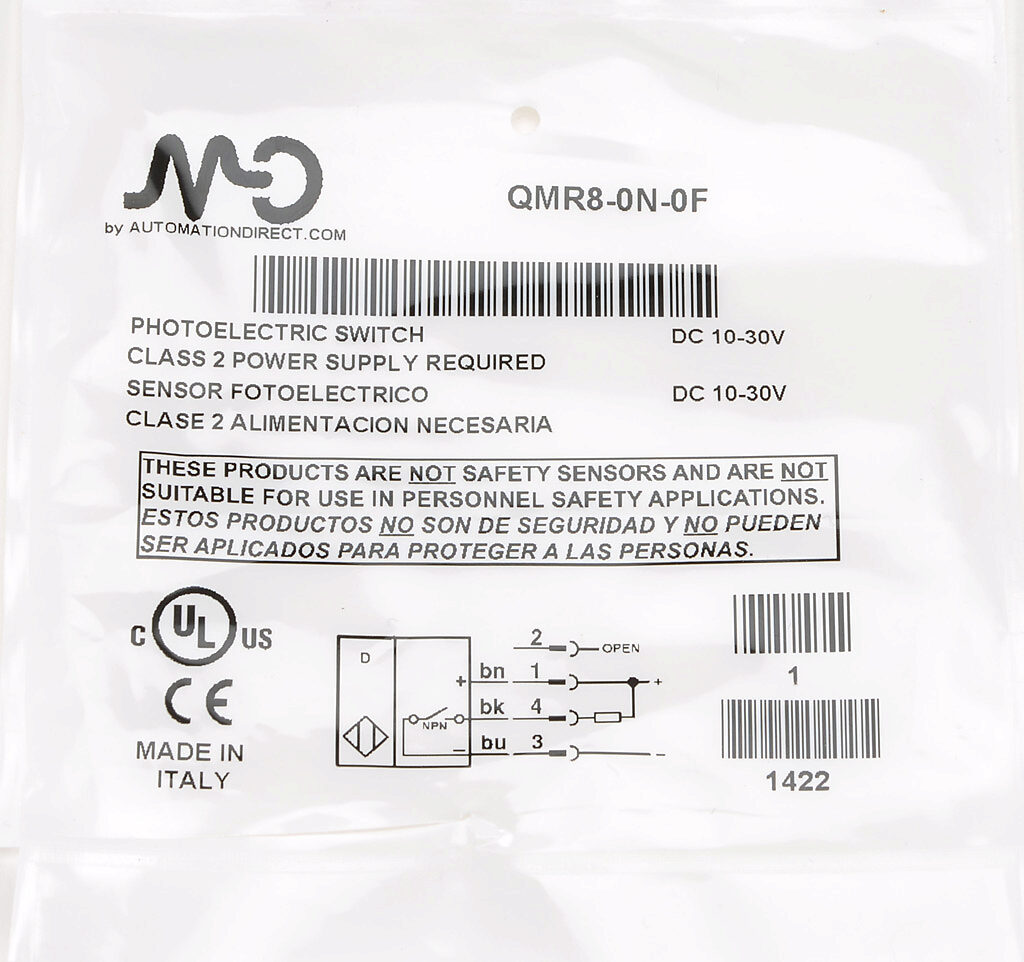 QMR8-0N-0F
by AUTOMATIONDIRECT.COM
PHOTOELECTRIC SWITCH DC 10-30V
CLASS 2 POWER SUPPLY REQUIRED
SENSOR FOTOELECTRICO DC 10-30V
CLASE 2 ALIMENTACION NECESARIA
THESE PRODUCTS ARE NOT SAFETY SENSORS AND ARE NOT
SUITABLE FOR USE IN PERSONNEL SAFETY APPLICATIONS.
ESTOS PRODUCTOS NO SON DE SEGURIDAD Y NO PUEDEN
SER APLICADOS PARA PROTEGER A LAS PERSONAS.
C UL US
CE
MADE IN
ITALY
D
2 OPEN
+ bn 1 +
NPN bk 4
– bu 3 –
1
1422